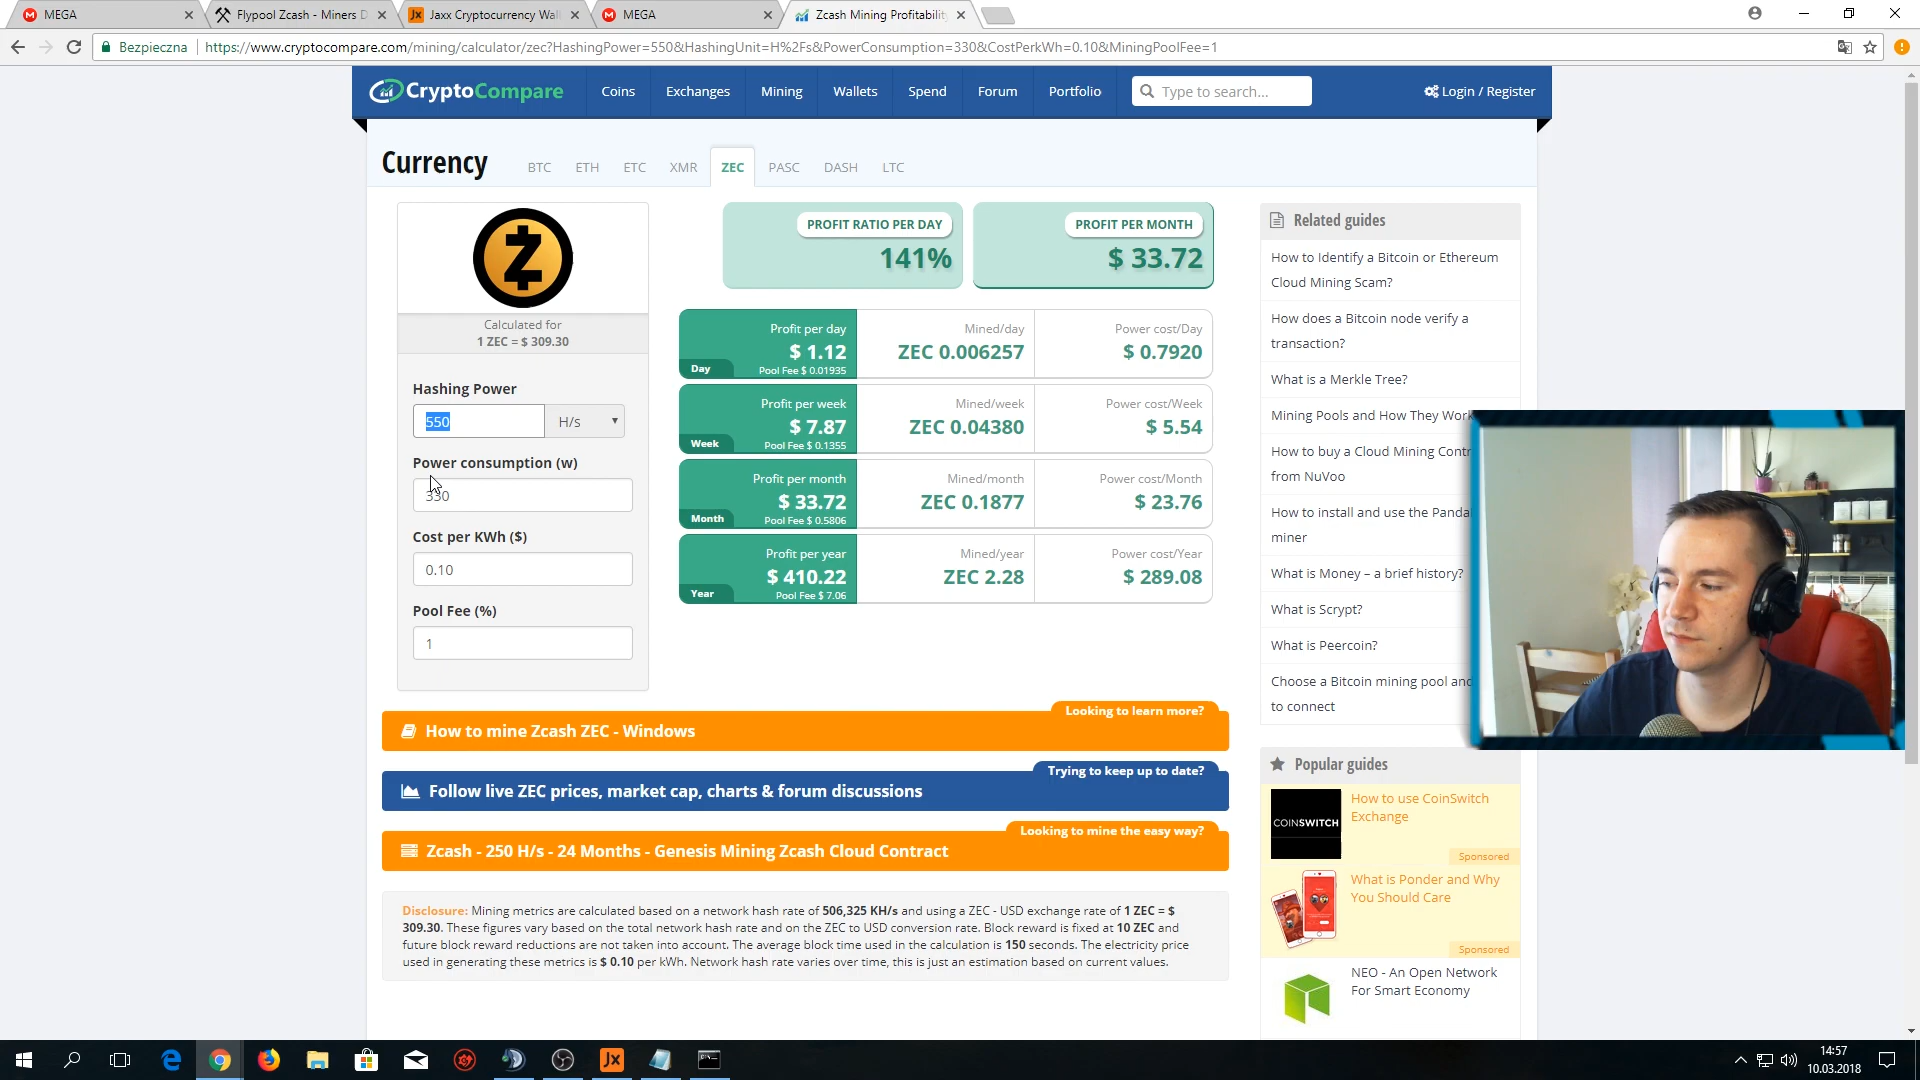 MEGA
Flypool Zcash - Miners D
Jaxx Cryptocurrency Wal
MEGA
Zcash Mining Profitability
Bezpieczna
https://www.cryptocompare.com/mining/calculator/zec?HashingPower=550&HashingUnit=H%2Fs&PowerConsumption=330&CostPerkWh=0.10&MiningPoolFee=1
CryptoCompare
Coins
Exchanges
Mining
Wallets
Spend
Forum
Portfolio
Type to search...
Login / Register
Currency
BTC
ETH
ETC
XMR
ZEC
PASC
DASH
LTC
Calculated for
1 ZEC = $ 309.30
Hashing Power
550
H/s
Power consumption (w)
330
Cost per KWh ($)
0.10
Pool Fee (%)
1
PROFIT RATIO PER DAY
141%
PROFIT PER MONTH
$ 33.72
Profit per day
$ 1.12
Day
Pool Fee $ 0.01935
Mined/day
ZEC 0.006257
Power cost/Day
$ 0.7920
Profit per week
$ 7.87
Week
Pool Fee $ 0.1355
Mined/week
ZEC 0.04380
Power cost/Week
$ 5.54
Profit per month
$ 33.72
Month
Pool Fee $ 0.5806
Mined/month
ZEC 0.1877
Power cost/Month
$ 23.76
Profit per year
$ 410.22
Year
Pool Fee $ 7.06
Mined/year
ZEC 2.28
Power cost/Year
$ 289.08
Looking to learn more?
How to mine Zcash ZEC - Windows
Trying to keep up to date?
Follow live ZEC prices, market cap, charts & forum discussions
Looking to mine the easy way?
Zcash - 250 H/s - 24 Months - Genesis Mining Zcash Cloud Contract
Disclosure: Mining metrics are calculated based on a network hash rate of 506,325 KH/s and using a ZEC - USD exchange rate of 1 ZEC = $
309.30. These figures vary based on the total network hash rate and on the ZEC to USD conversion rate. Block reward is fixed at 10 ZEC and
future block reward reductions are not taken into account. The average block time used in the calculation is 150 seconds. The electricity price
used in generating these metrics is $ 0.10 per kWh. Network hash rate varies over time, this is just an estimation based on current values.
Related guides
How to Identify a Bitcoin or Ethereum
Cloud Mining Scam?
How does a Bitcoin node verify a
transaction?
What is a Merkle Tree?
Mining Pools and How They Work
How to buy a Cloud Mining Contr
from NuVoo
How to install and use the Panda
miner
What is Money – a brief history?
What is Scrypt?
What is Peercoin?
Choose a Bitcoin mining pool and
to connect
Popular guides
COINSWITCH
How to use CoinSwitch
Exchange
Sponsored
What is Ponder and Why
You Should Care
Sponsored
NEO - An Open Network
For Smart Economy
Jx
14:57
10.03.2018